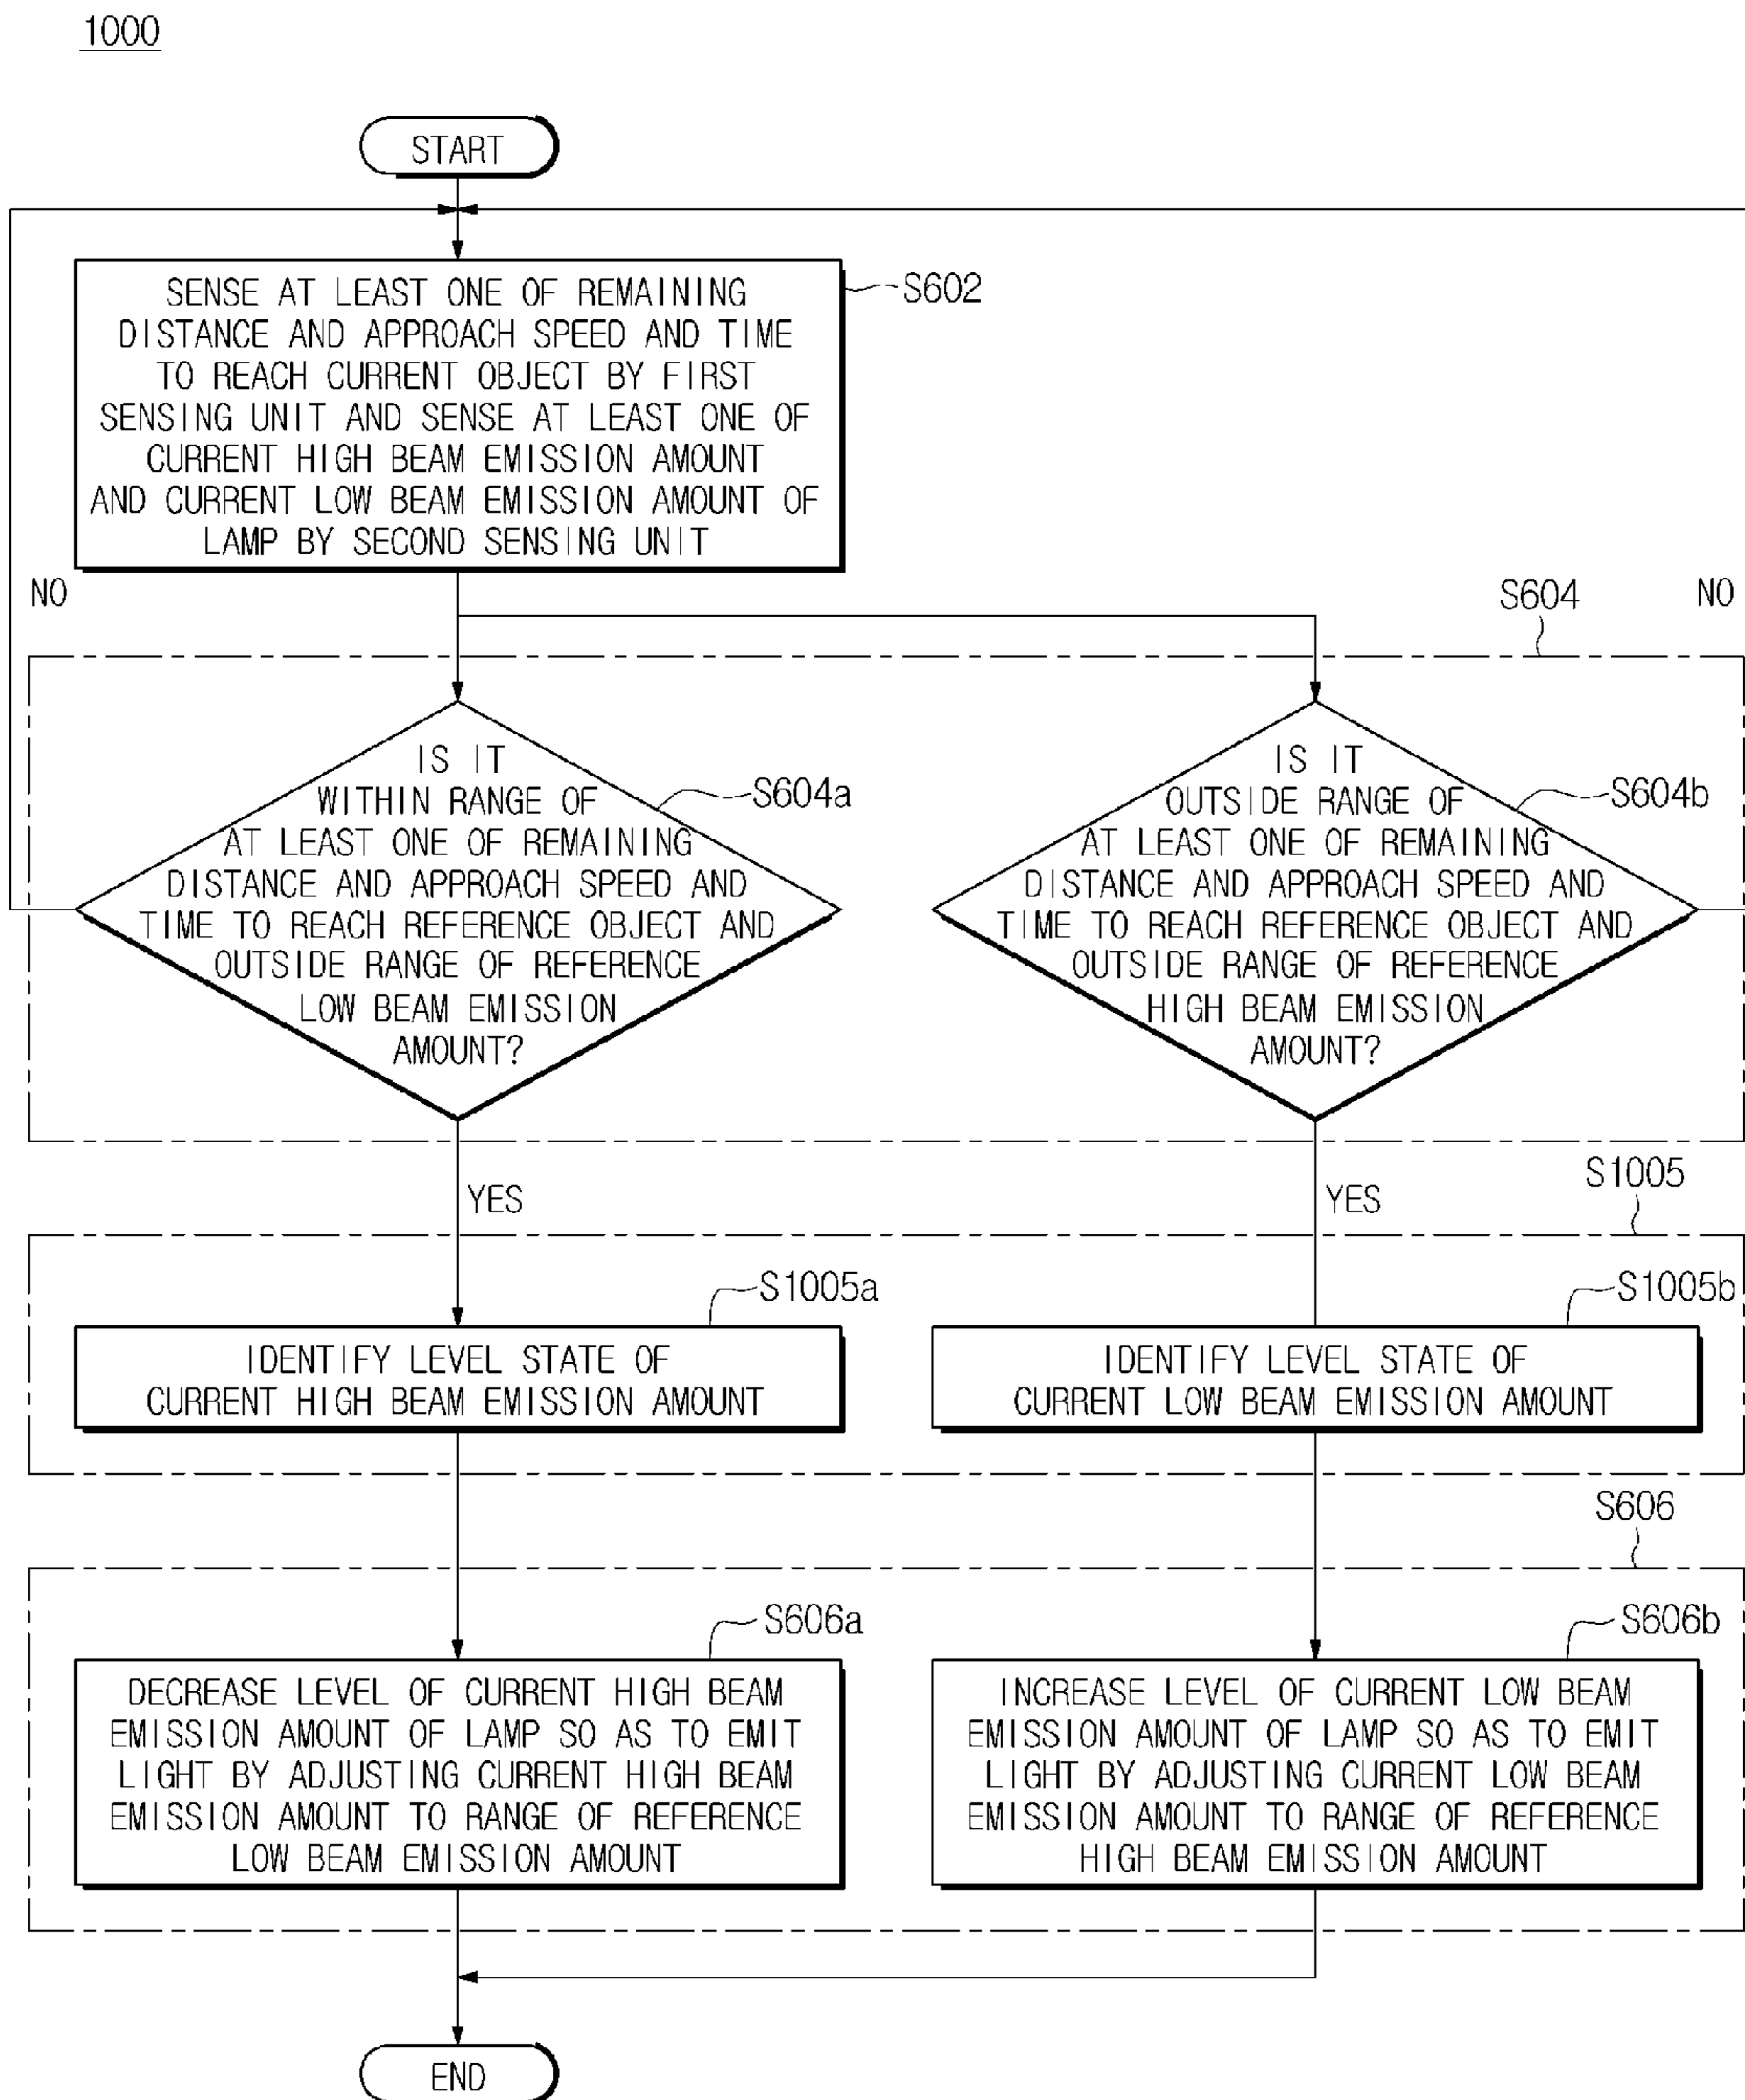 1000
START
SENSE AT LEAST ONE OF REMAINING
DISTANCE AND APPROACH SPEED AND TIME
TO REACH CURRENT OBJECT BY FIRST
SENSING UNIT AND SENSE AT LEAST ONE OF
CURRENT HIGH BEAM EMISSION AMOUNT
AND CURRENT LOW BEAM EMISSION AMOUNT OF
LAMP BY SECOND SENSING UNIT
S602
NO
S604
NO
IS IT
WITHIN RANGE OF
AT LEAST ONE OF REMAINING
DISTANCE AND APPROACH SPEED AND
TIME TO REACH REFERENCE OBJECT AND
OUTSIDE RANGE OF REFERENCE
LOW BEAM EMISSION
AMOUNT?
S604a
IS IT
OUTSIDE RANGE OF
AT LEAST ONE OF REMAINING
DISTANCE AND APPROACH SPEED AND
TIME TO REACH REFERENCE OBJECT AND
OUTSIDE RANGE OF REFERENCE
HIGH BEAM EMISSION
AMOUNT?
S604b
YES
YES
S1005
S1005a
IDENTIFY LEVEL STATE OF
CURRENT HIGH BEAM EMISSION AMOUNT
S1005b
IDENTIFY LEVEL STATE OF
CURRENT LOW BEAM EMISSION AMOUNT
S606
S606a
DECREASE LEVEL OF CURRENT HIGH BEAM
EMISSION AMOUNT OF LAMP SO AS TO EMIT
LIGHT BY ADJUSTING CURRENT HIGH BEAM
EMISSION AMOUNT TO RANGE OF REFERENCE
LOW BEAM EMISSION AMOUNT
S606b
INCREASE LEVEL OF CURRENT LOW BEAM
EMISSION AMOUNT OF LAMP SO AS TO EMIT
LIGHT BY ADJUSTING CURRENT LOW BEAM
EMISSION AMOUNT TO RANGE OF REFERENCE
HIGH BEAM EMISSION AMOUNT
END